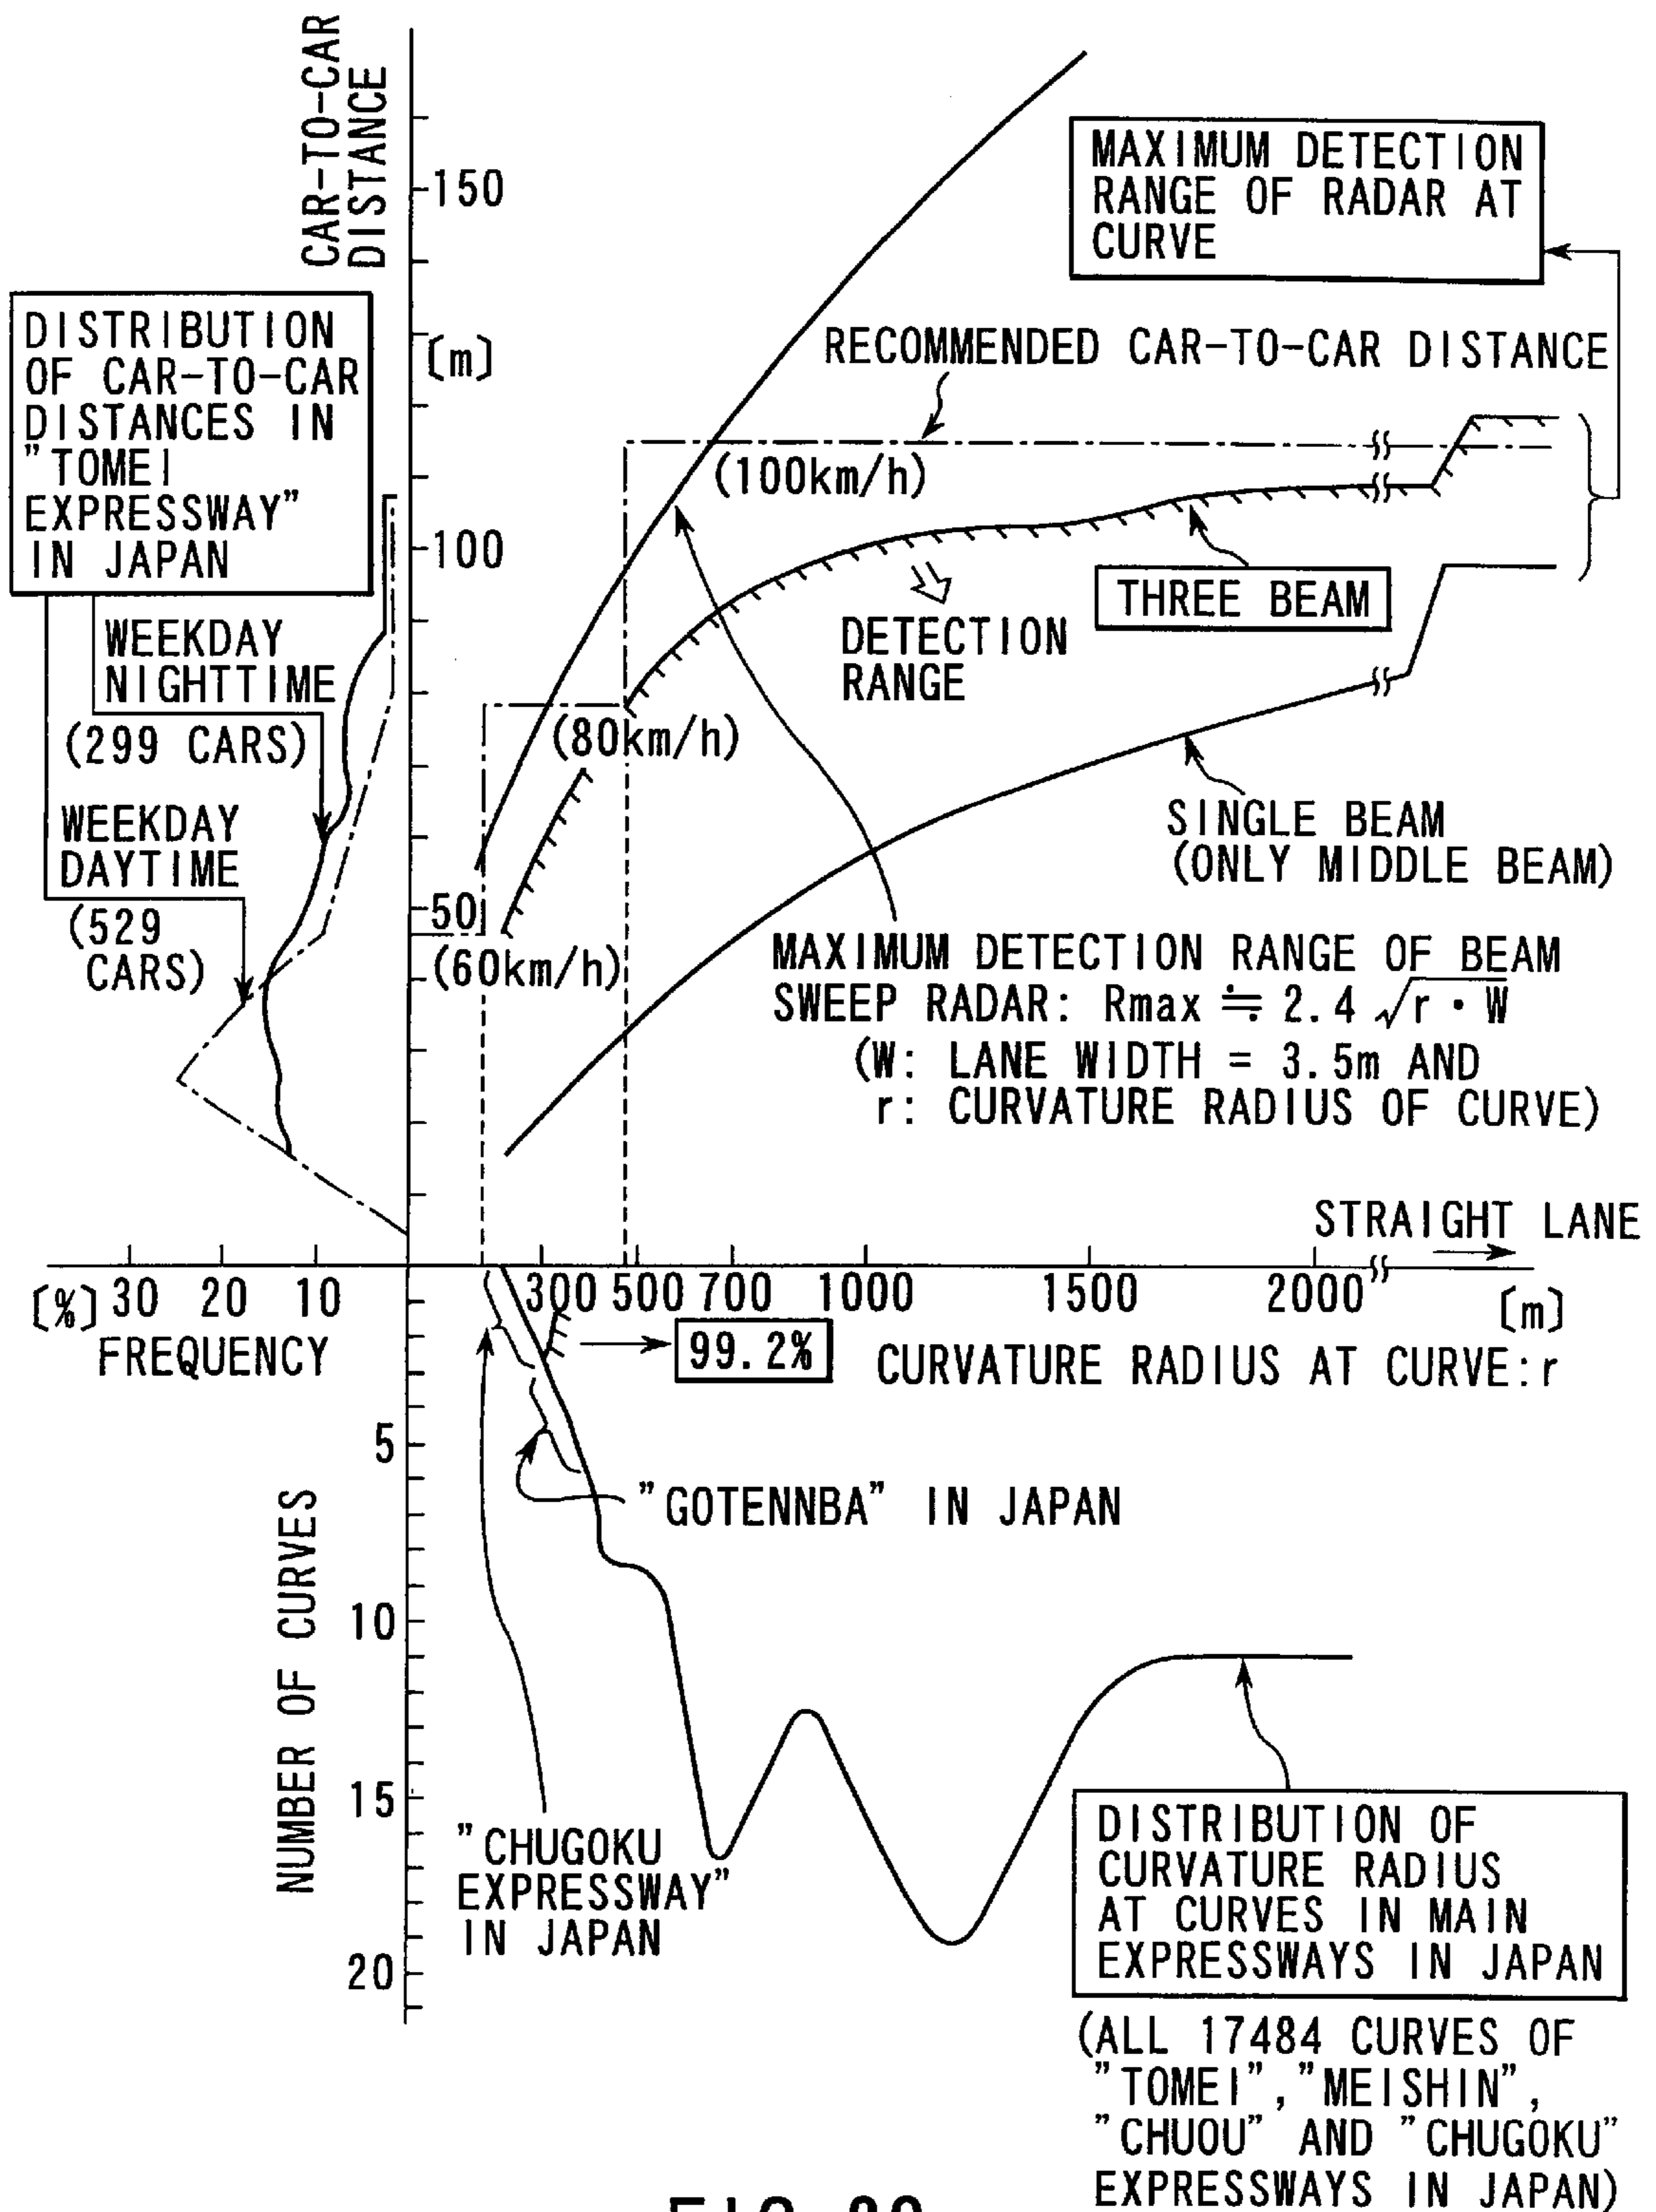 CAR-TO-CAR
DISTANCE
150
[m]
100
50
MAXIMUM DETECTION
RANGE OF RADAR AT
CURVE
RECOMMENDED CAR-TO-CAR DISTANCE
DISTRIBUTION
OF CAR-TO-CAR
DISTANCES IN
"TOMEI
EXPRESSWAY"
IN JAPAN
(100km/h)
THREE BEAM
DETECTION
RANGE
WEEKDAY
NIGHTTIME
(299 CARS)
(80km/h)
WEEKDAY
DAYTIME
(529
CARS)
SINGLE BEAM
(ONLY MIDDLE BEAM)
(60km/h)
MAXIMUM DETECTION RANGE OF BEAM
SWEEP RADAR: Rmax ≒ 2.4 √r・W
(W: LANE WIDTH = 3.5m AND
r: CURVATURE RADIUS OF CURVE)
STRAIGHT LANE
[%] 30 20 10
300 500 700 1000 1500 2000 [m]
FREQUENCY
99.2%
CURVATURE RADIUS AT CURVE:r
5
10
15
20
NUMBER OF CURVES
"GOTENNBA" IN JAPAN
"CHUGOKU
EXPRESSWAY"
IN JAPAN
DISTRIBUTION OF
CURVATURE RADIUS
AT CURVES IN MAIN
EXPRESSWAYS IN JAPAN
(ALL 17484 CURVES OF
"TOMEI","MEISHIN",
"CHUOU" AND "CHUGOKU"
EXPRESSWAYS IN JAPAN)